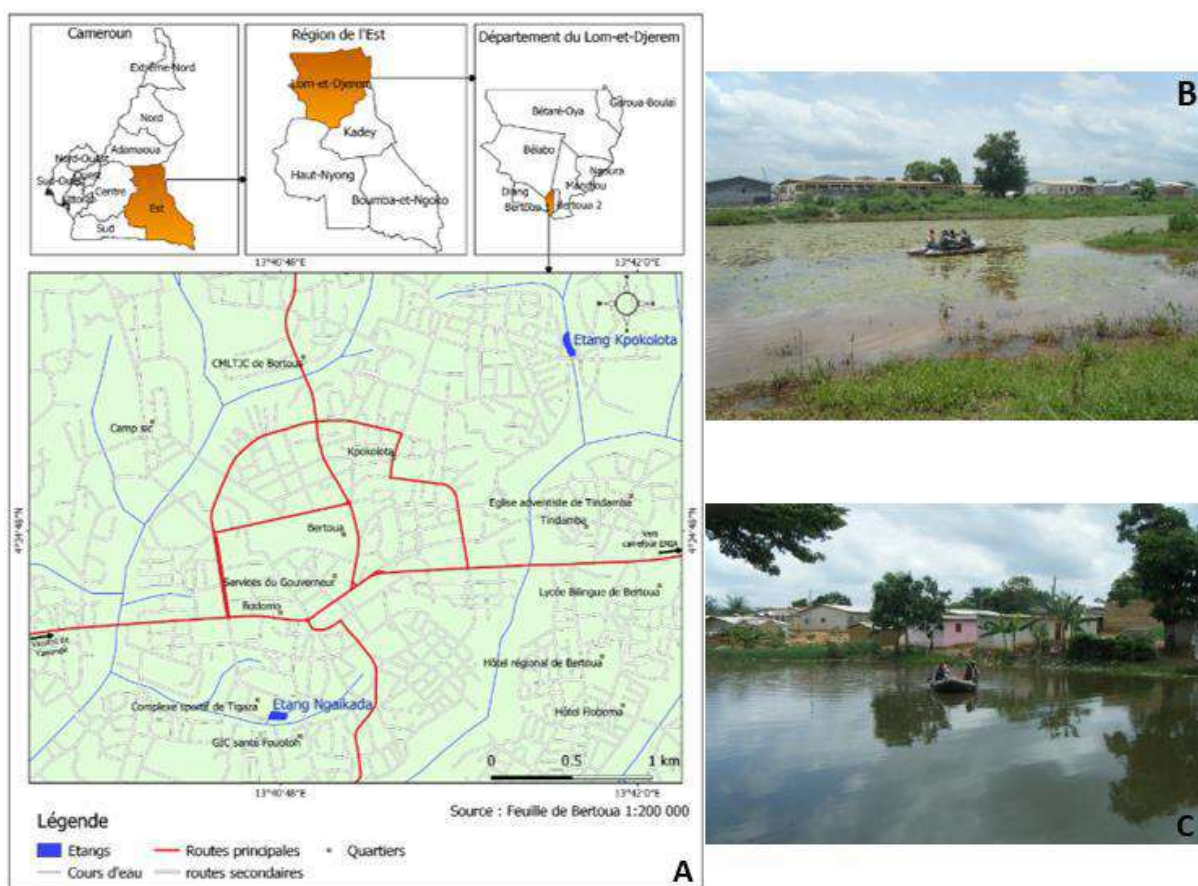 Cameroun
Extrême-Nord
Nord
Adamaoua
Nord-Ouest
Ouest
Sud-Ouest
Centre
Littoral
Est
Sud
Région de l'Est
Lom-et-Djerem
Kadey
Haut-Nyong
Boumba-et-Ngoko
Département du Lom-et-Djerem
Garoua-Boulaï
Bétaré-Oya
Bélabo
Ngoura
Mandjou
Diang
Bertoua 1
Bertoua 2
13°40'48"E
13°42'0"E
Etang Kpokolota
CMLTJC de Bertoua
Camp sic
Kpokolota
Eglise adventiste de Tindamba
Tindamba
Bertoua
4°34'48"N
4°34'48"N
Vers
carrefour ENIA
Services du Gouverneur
Lycée Bilingue de Bertoua
Hôtel régional de Bertoua
Complexe sportif de Tigaza
Etang Ngaikada
Hôtel Floboma
GIC santé Fouotoh
0
0.5
1 km
13°40'48"E
13°42'0"E
Source : Feuille de Bertoua 1:200 000
Légende
Etangs
Routes principales
Quartiers
Cours d'eau
routes secondaires
A
B
C